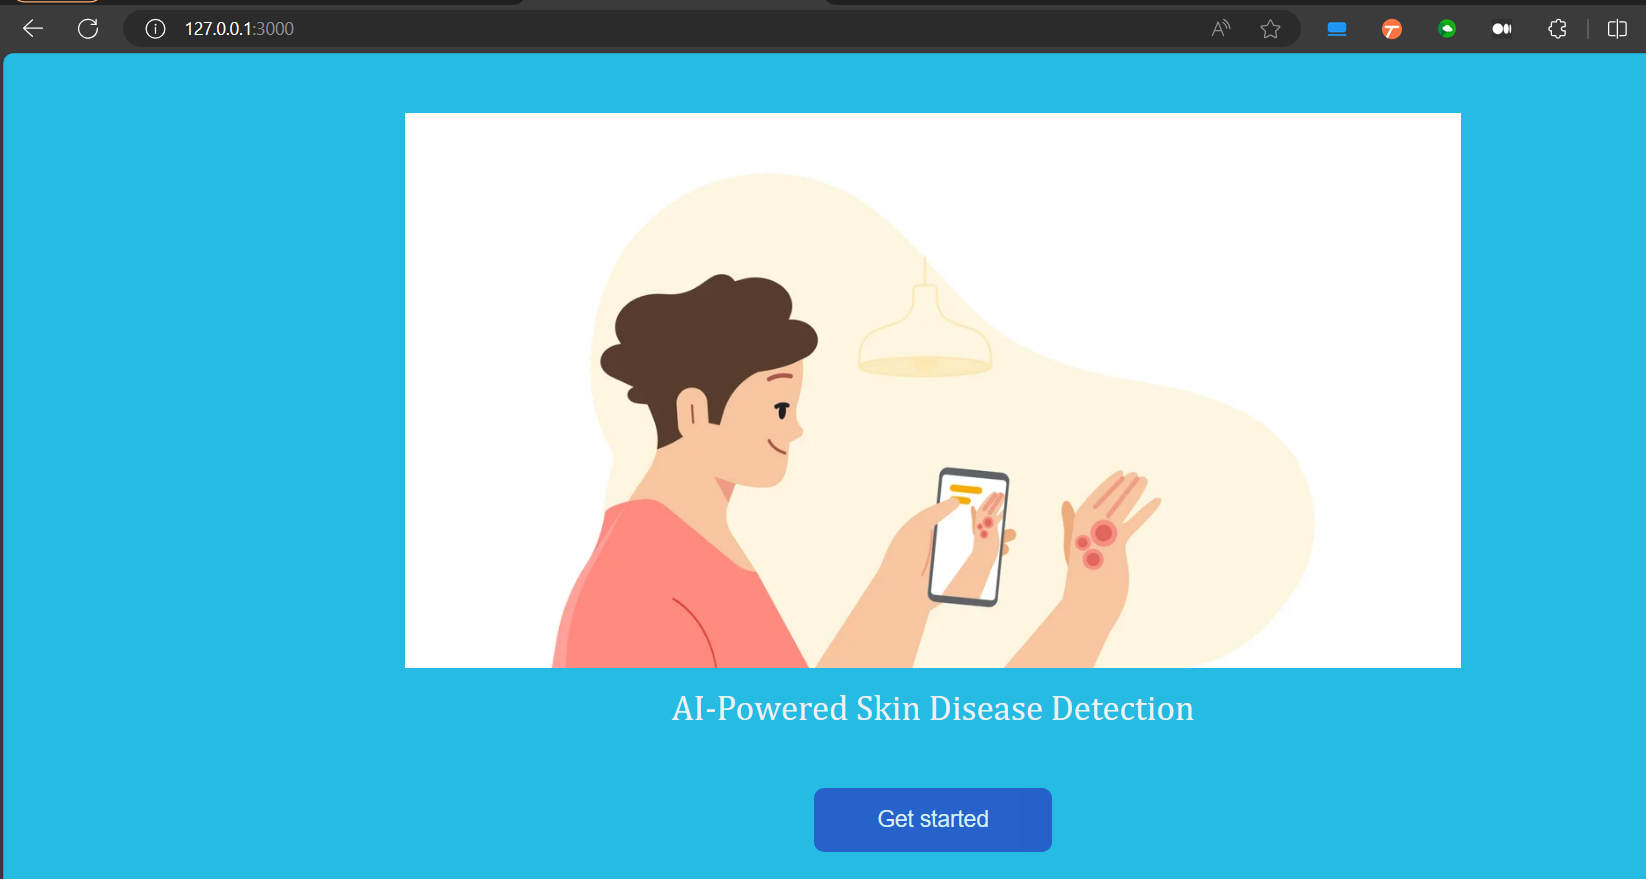 127.0.0.1:3000
AI-Powered Skin Disease Detection
Get started